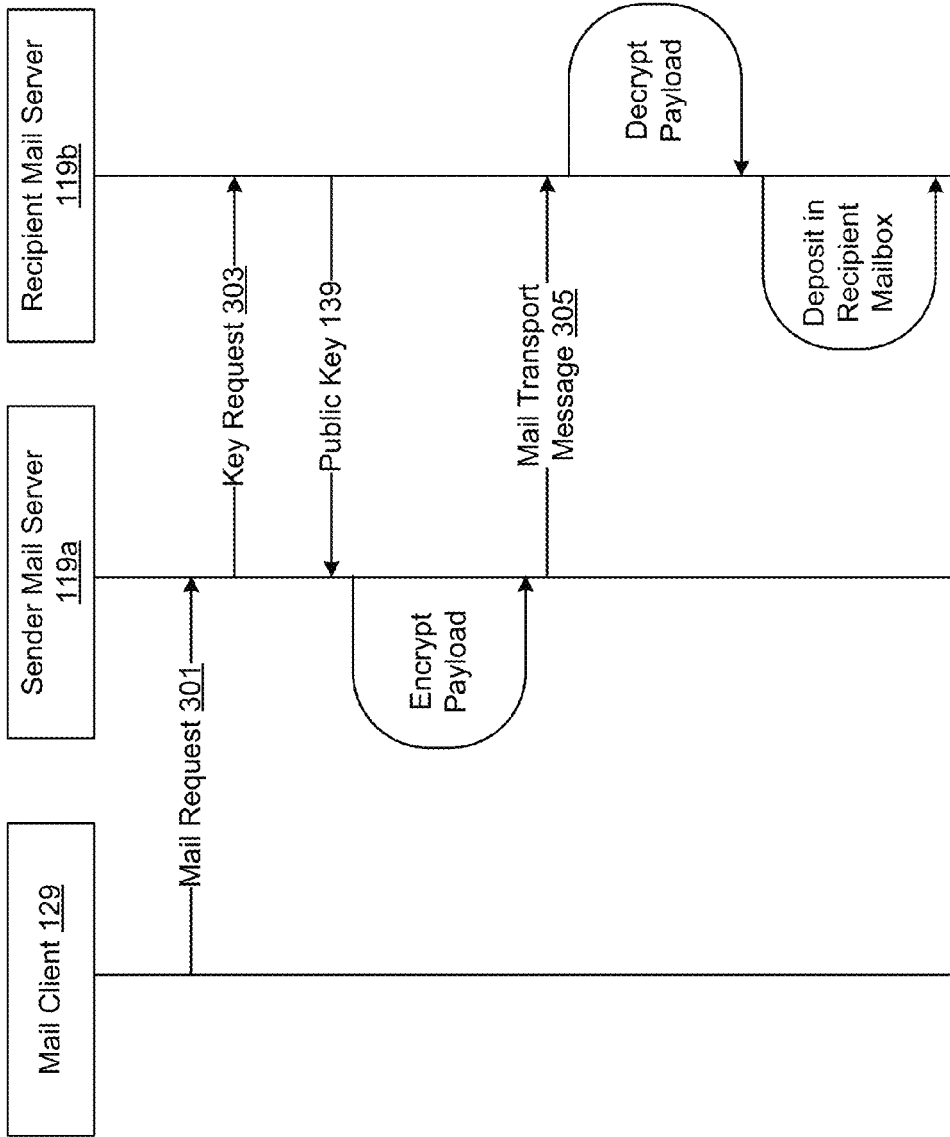 Mail Client 129
Sender Mail Server
119a
Recipient Mail Server
119b
Mail Request 301
Key Request 303
Public Key 139
Encrypt
Payload
Mail Transport
Message 305
Decrypt
Payload
Deposit in
Recipient
Mailbox